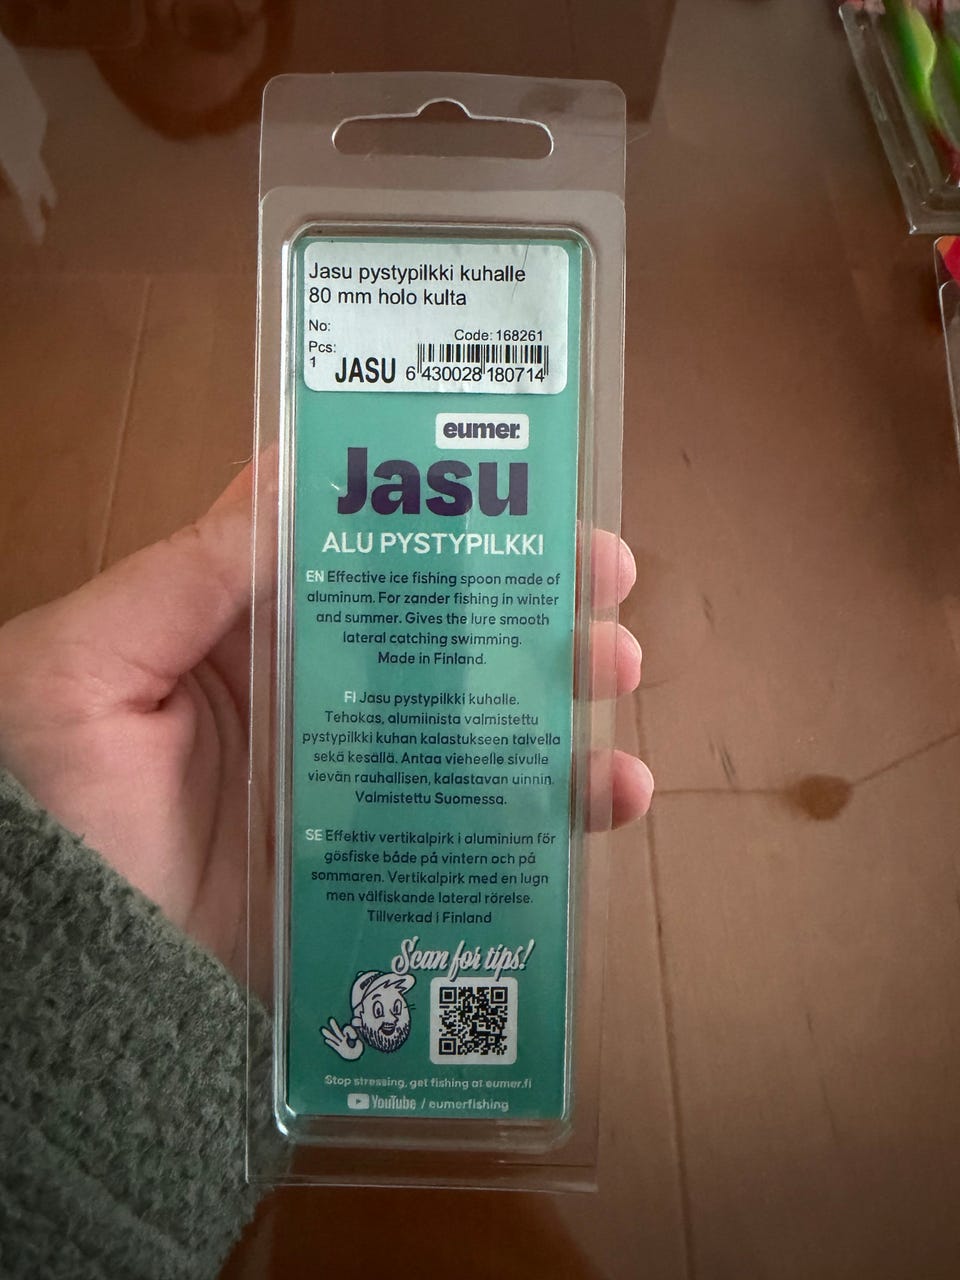 Jasu pystypilkki kuhalle
80 mm holo kulta
No:
Code: 168261
Pcs:
1
JASU
6 430028 180714
eumer.
Jasu
ALU PYSTYPILKKI
EN Effective ice fishing spoon made of
aluminum. For zander fishing in winter
and summer. Gives the lure smooth
lateral catching swimming.
Made in Finland.
FI Jasu pystypilkki kuhalle.
Tehokas, alumiinista valmistettu
pystypilkki kuhan kalastukseen talvella
sekä kesällä. Antaa vieheelle sivulle
vievän rauhallisen, kalastavan uinnin.
Valmistettu Suomessa.
SE Effektiv vertikalpirk i aluminium för
gösfiske både på vintern och på
sommaren. Vertikalpirk med en lugn
men välfiskande lateral rörelse.
Tillverkad i Finland
Scan for tips!
Stop stressing, get fishing at eumer.fi
YouTube / eumerfishing